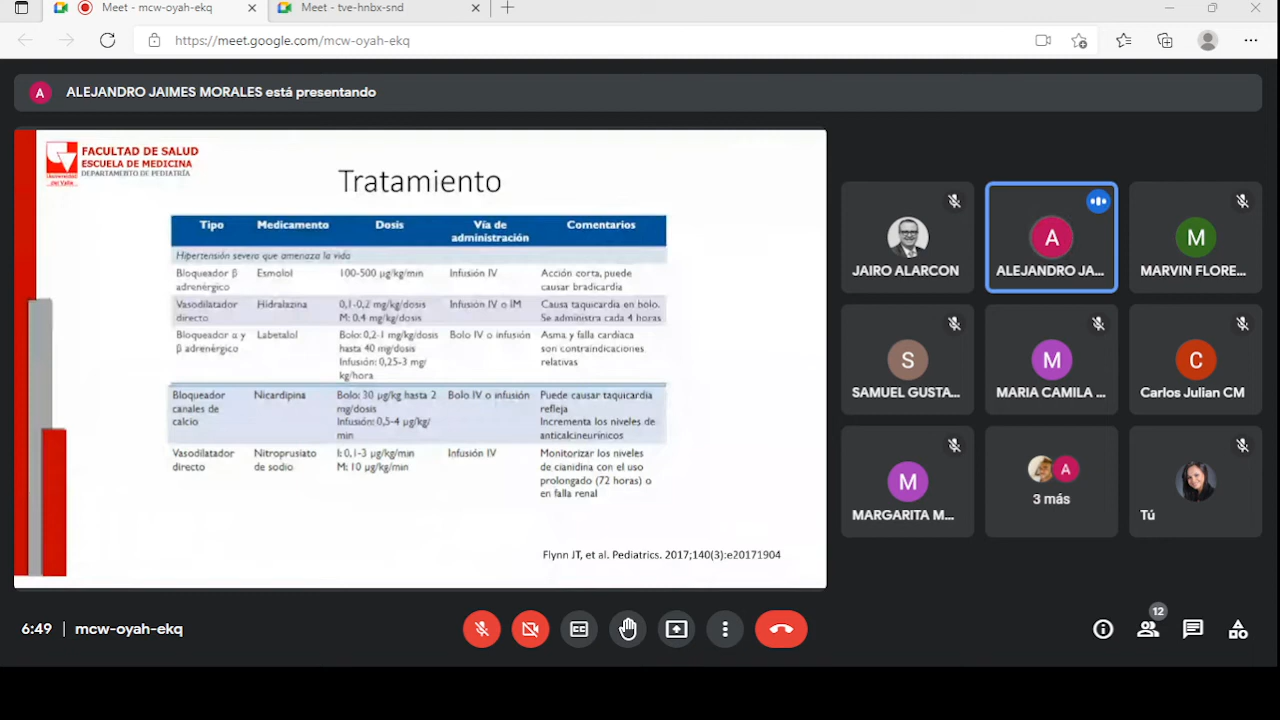 Meet - mcw-oyah-ekq
Meet - tve-hnbx-snd
https://meet.google.com/mcw-oyah-ekq
A
ALEJANDRO JAIMES MORALES está presentando
Universidad
del Valle
FACULTAD DE SALUD
ESCUELA DE MEDICINA
DEPARTAMENTO DE PEDIATRÍA
Tratamiento
Tipo Medicamento Dosis Vía de administración Comentarios
Hipertensión severa que amenaza la vida
Bloqueador β adrenérgico Esmolol 100-500 µg/kg/min Infusión IV Acción corta, puede causar bradicardia
Vasodilatador directo Hidralazina 0,1-0,2 mg/kg/dosis M: 0,4 mg/kg/dosis Infusión IV o IM Causa taquicardia en bolo. Se administra cada 4 horas
Bloqueador α y β adrenérgico Labetalol Bolo: 0,2-1 mg/kg/dosis hasta 40 mg/dosis Infusión: 0,25-3 mg/kg/hora Bolo IV o infusión Asma y falla cardíaca son contraindicaciones relativas
Bloqueador canales de calcio Nicardipina Bolo: 30 µg/kg hasta 2 mg/dosis Infusión: 0,5-4 µg/kg/min Bolo IV o infusión Puede causar taquicardia refleja Incrementa los niveles de anticalcineurínicos
Vasodilatador directo Nitroprusiato de sodio I: 0,1-3 µg/kg/min M: 10 µg/kg/min Infusión IV Monitorizar los niveles de cianidina con el uso prolongado (72 horas) o en falla renal
Flynn JT, et al. Pediatrics. 2017;140(3):e20171904
JAIRO ALARCON
A
ALEJANDRO JA...
M
MARVIN FLORE...
S
SAMUEL GUSTA...
M
MARIA CAMILA ...
C
Carlos Julian CM
M
MARGARITA M...
A
3 más
Tú
6:49 | mcw-oyah-ekq
CC
12